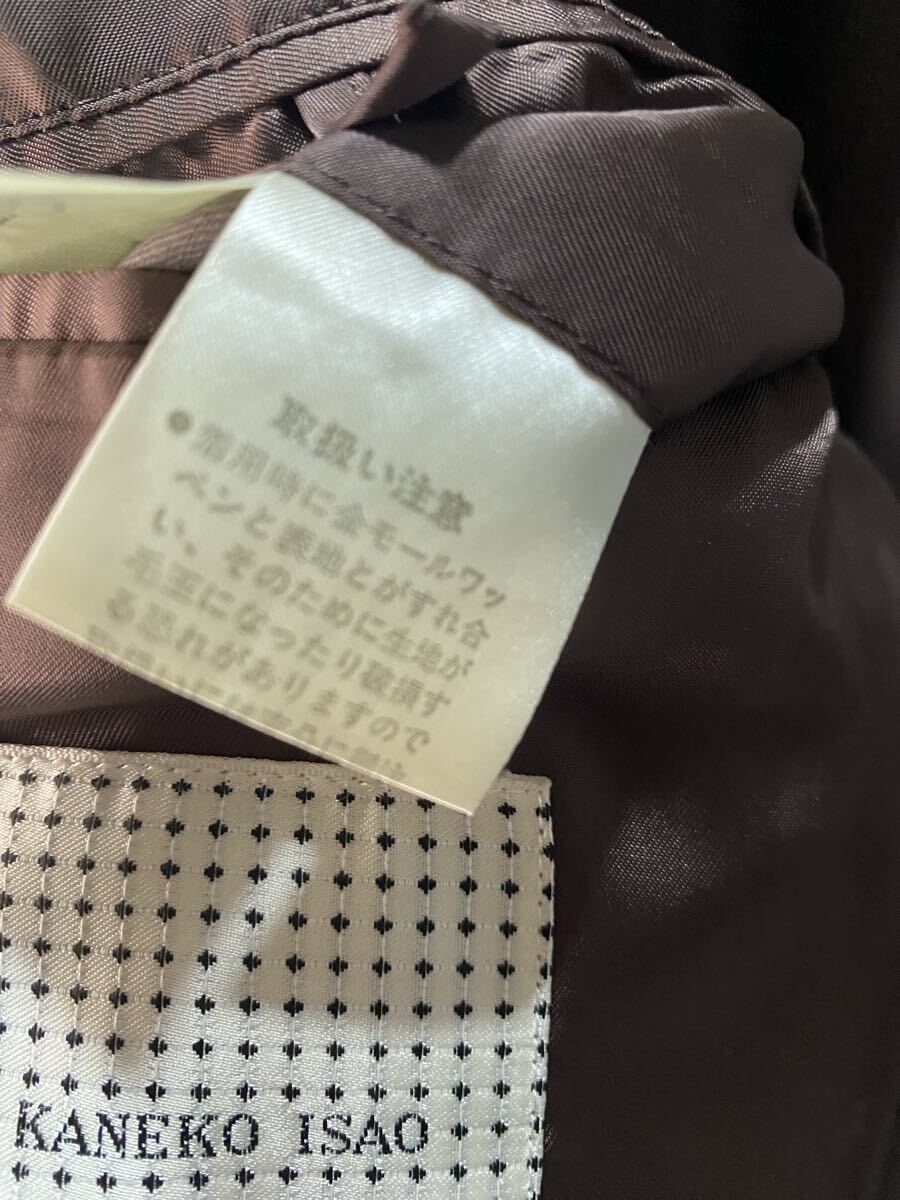 取扱い注意
●着用時に金モールワッ
ペンと表地とがすれ合
い、そのために生地が
毛玉になったり破損す
る恐れがありますので
KANEKO ISAO